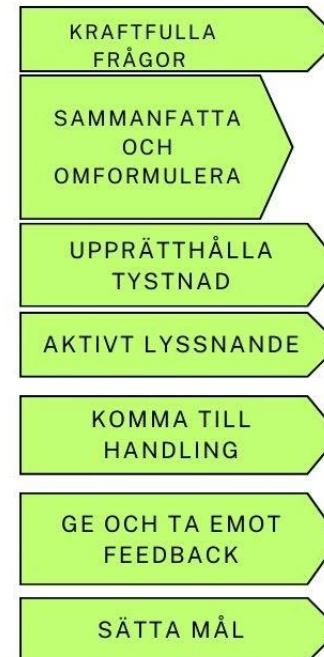 KRAFTFULLA
FRÅGOR
SAMMANFATTA
OCH
OMFORMULERA
UPPRÄTTHÅLLA
TYSTNAD
AKTIVT LYSSNANDE
KOMMA TILL
HANDLING
GE OCH TA EMOT
FEEDBACK
SÄTTA MÅL